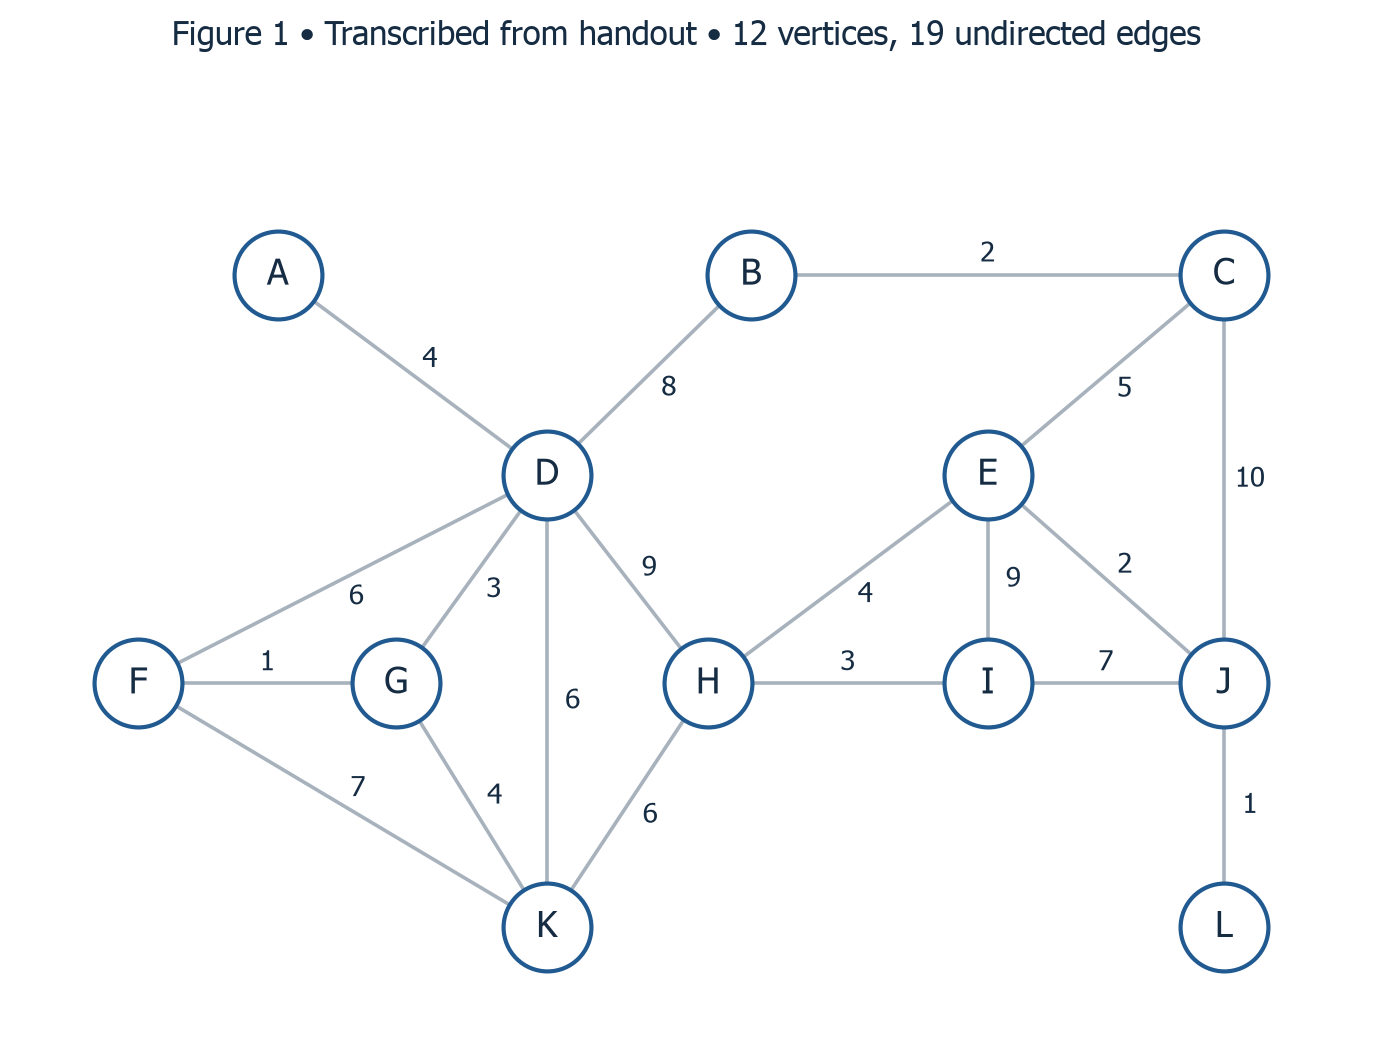 Figure 1 • Transcribed from handout • 12 vertices, 19 undirected edges
A
B
2
C
4
8
5
D
E
10
6
3
9
4
9
2
6
F
1
G
H
3
I
7
J
7
4
6
1
K
L